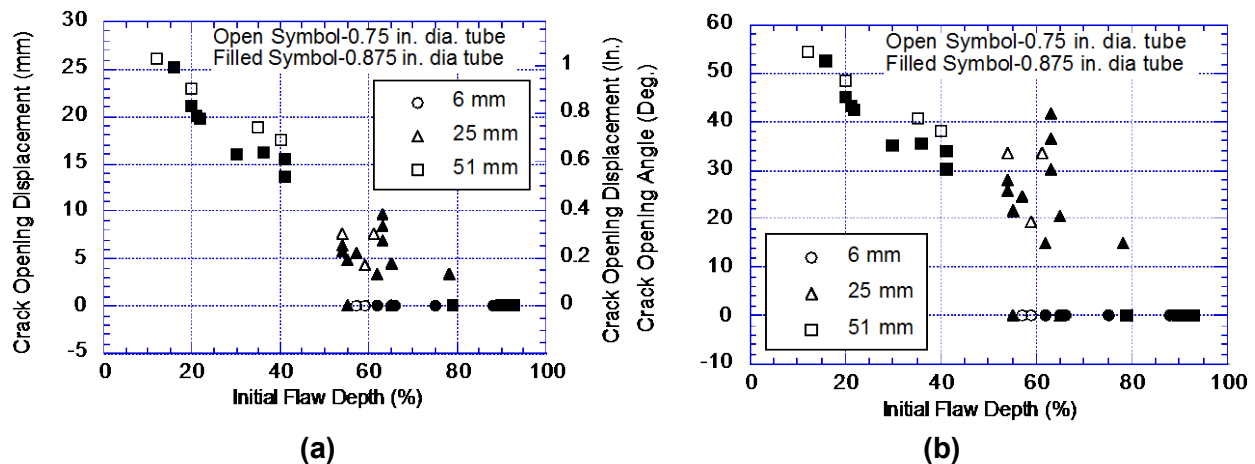 Open Symbol-0.75 in. dia. tube
Filled Symbol-0.875 in. dia tube
6 mm
25 mm
51 mm
30
25
20
15
10
5
0
-5
1
0.8
0.6
0.4
0.2
0
0 20 40 60 80 100
Crack Opening Displacement (mm)
Crack Opening Displacement (In.)
Initial Flaw Depth (%)
(a)
Open Symbol-0.75 in. dia. tube
Filled Symbol-0.875 in. dia tube
6 mm
25 mm
51 mm
60
50
40
30
20
10
0
-10
0 20 40 60 80 100
Crack Opening Angle (Deg.)
Initial Flaw Depth (%)
(b)